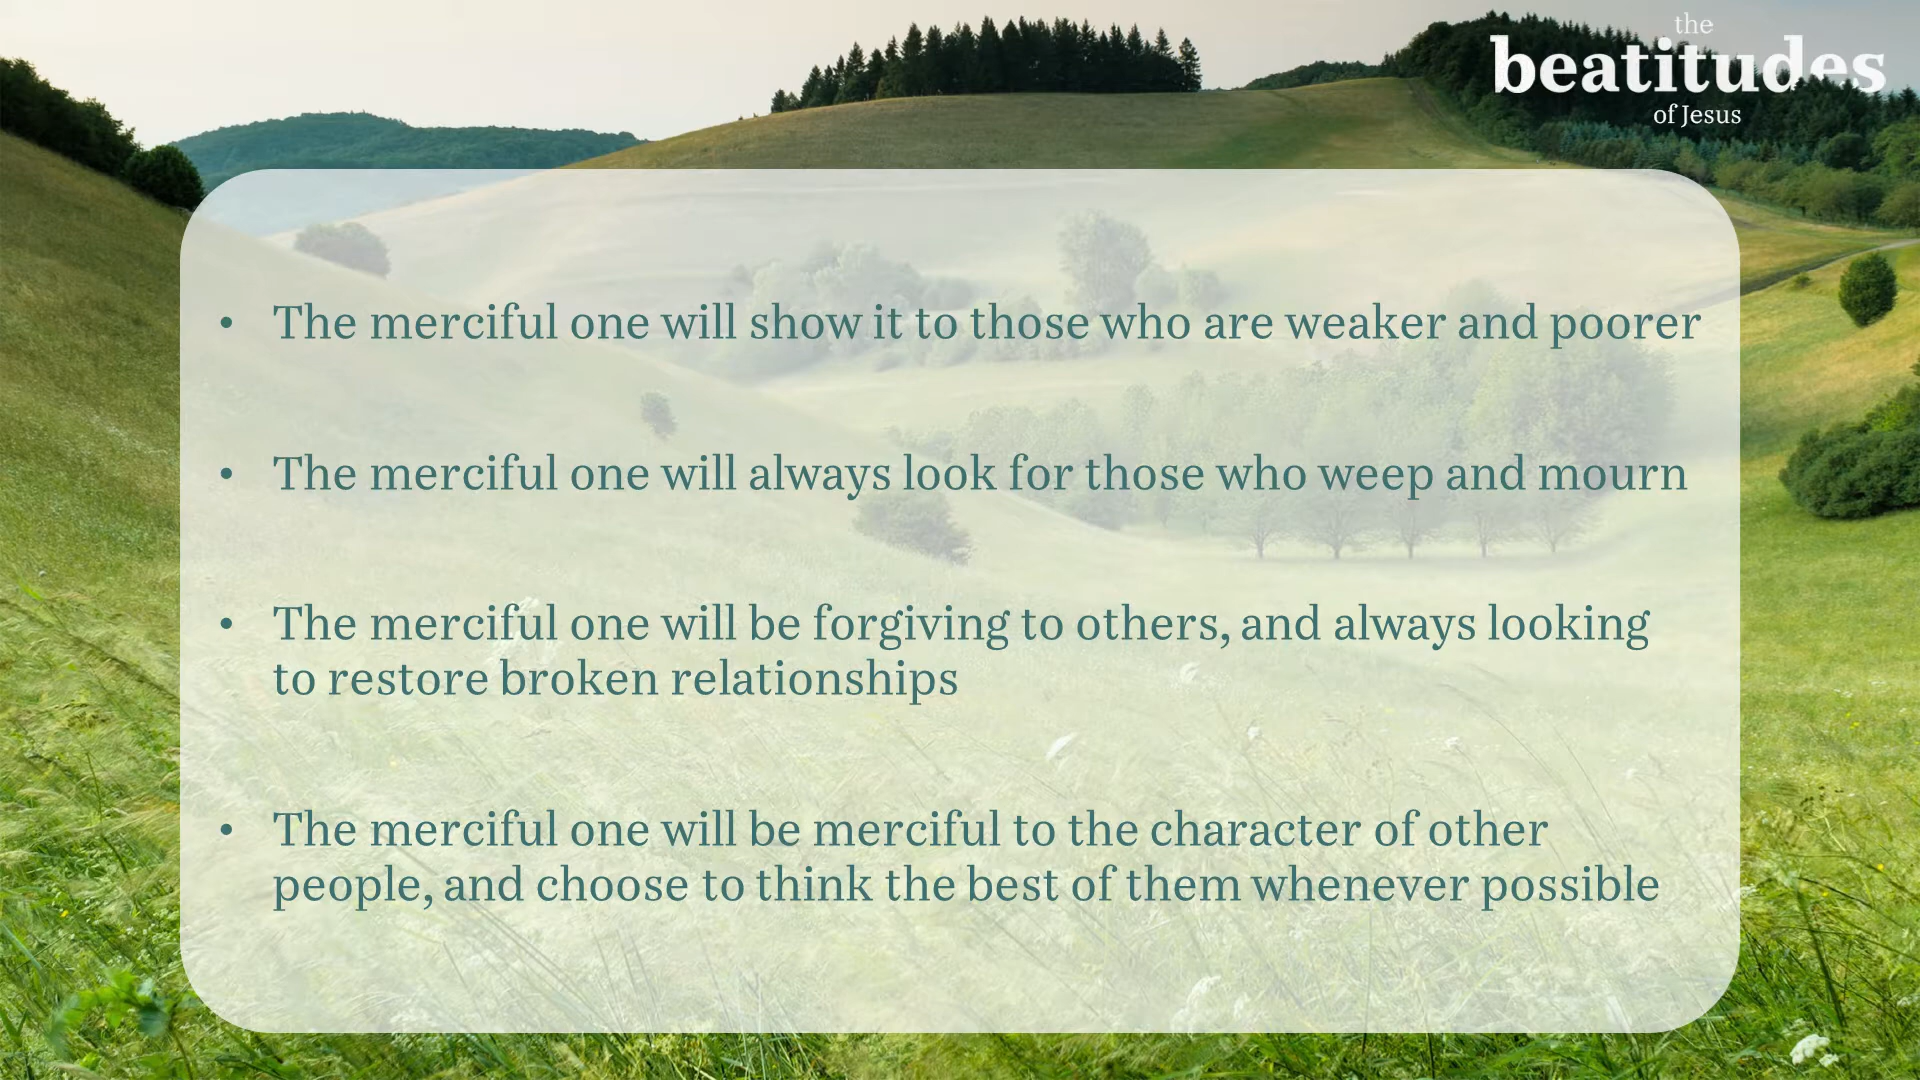 the
beatitudes
of Jesus
• The merciful one will show it to those who are weaker and poorer
• The merciful one will always look for those who weep and mourn
• The merciful one will be forgiving to others, and always looking
to restore broken relationships
• The merciful one will be merciful to the character of other
people, and choose to think the best of them whenever possible